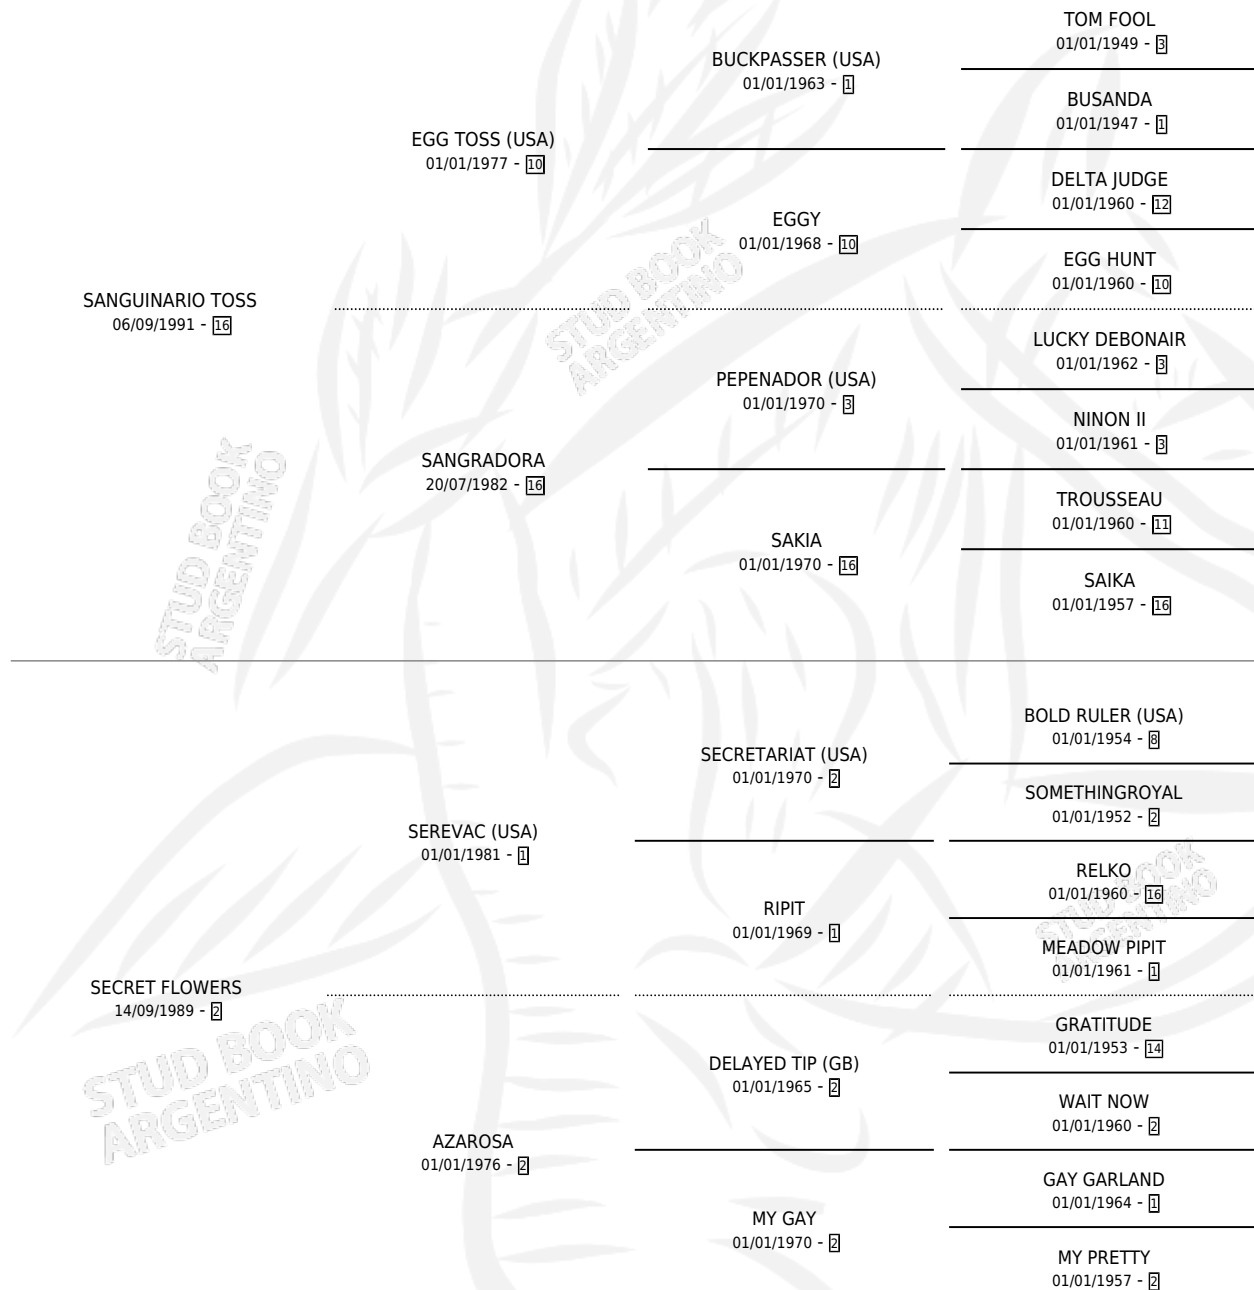 TOM FOOL
01/01/1949 - 3
BUCKPASSER (USA)
01/01/1963 - 1
BUSANDA
01/01/1947 - 1
EGG TOSS (USA)
01/01/1977 - 10
DELTA JUDGE
01/01/1960 - 12
EGGY
01/01/1968 - 10
EGG HUNT
01/01/1960 - 10
SANGUINARIO TOSS
06/09/1991 - 16
STUD BOOK
ARGENTINO
LUCKY DEBONAIR
01/01/1962 - 3
PEPENADOR (USA)
01/01/1970 - 3
NINON II
01/01/1961 - 3
SANGRADORA
20/07/1982 - 16
TROUSSEAU
01/01/1960 - 11
SAKIA
01/01/1970 - 16
SAIKA
01/01/1957 - 16
STUD BOOK
ARGENTINO
BOLD RULER (USA)
01/01/1954 - 8
SECRETARIAT (USA)
01/01/1970 - 2
SOMETHINGROYAL
01/01/1952 - 2
SEREVAC (USA)
01/01/1981 - 1
RELKO
01/01/1960 - 16
RIPIT
01/01/1969 - 1
STUD BOOK
ARGENTINO
MEADOW PIPIT
01/01/1961 - 1
SECRET FLOWERS
14/09/1989 - 2
STUD BOOK
ARGENTINO
GRATITUDE
01/01/1953 - 14
DELAYED TIP (GB)
01/01/1965 - 2
WAIT NOW
01/01/1960 - 2
AZAROSA
01/01/1976 - 2
GAY GARLAND
01/01/1964 - 1
MY GAY
01/01/1970 - 2
MY PRETTY
01/01/1957 - 2